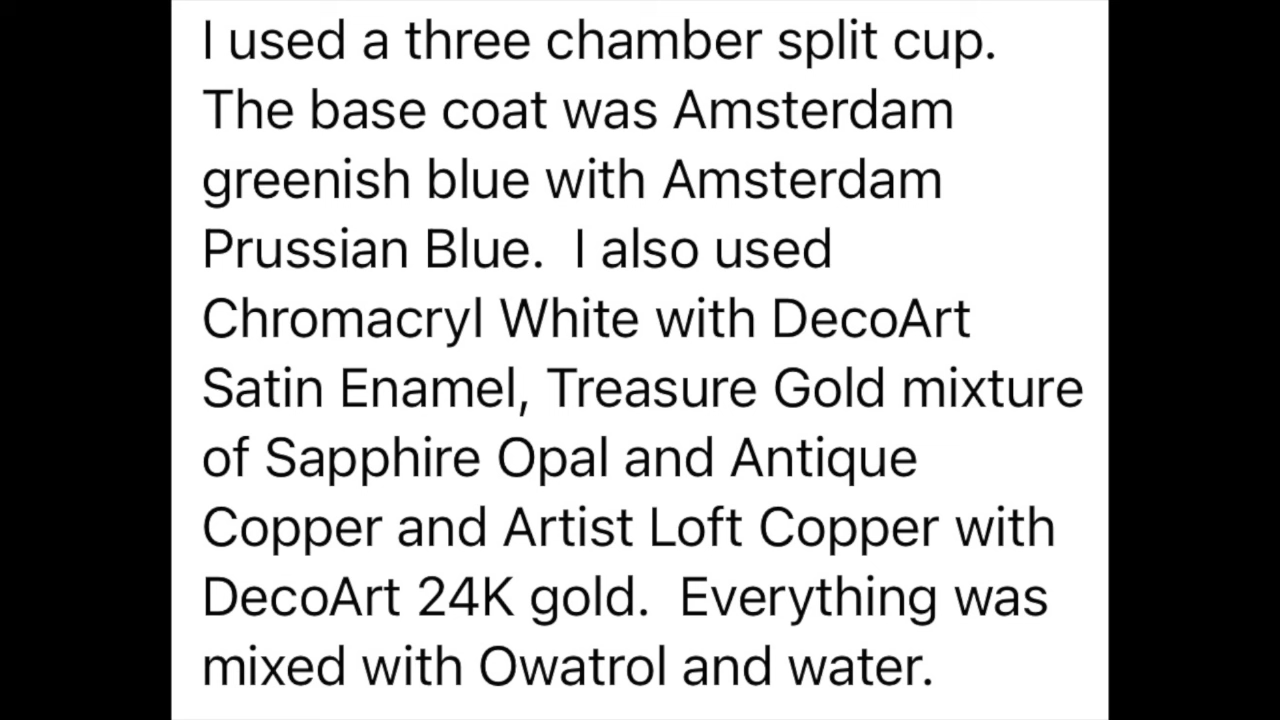 I used a three chamber split cup.
The base coat was Amsterdam
greenish blue with Amsterdam
Prussian Blue.  I also used
Chromacryl White with DecoArt
Satin Enamel, Treasure Gold mixture
of Sapphire Opal and Antique
Copper and Artist Loft Copper with
DecoArt 24K gold.  Everything was
mixed with Owatrol and water.